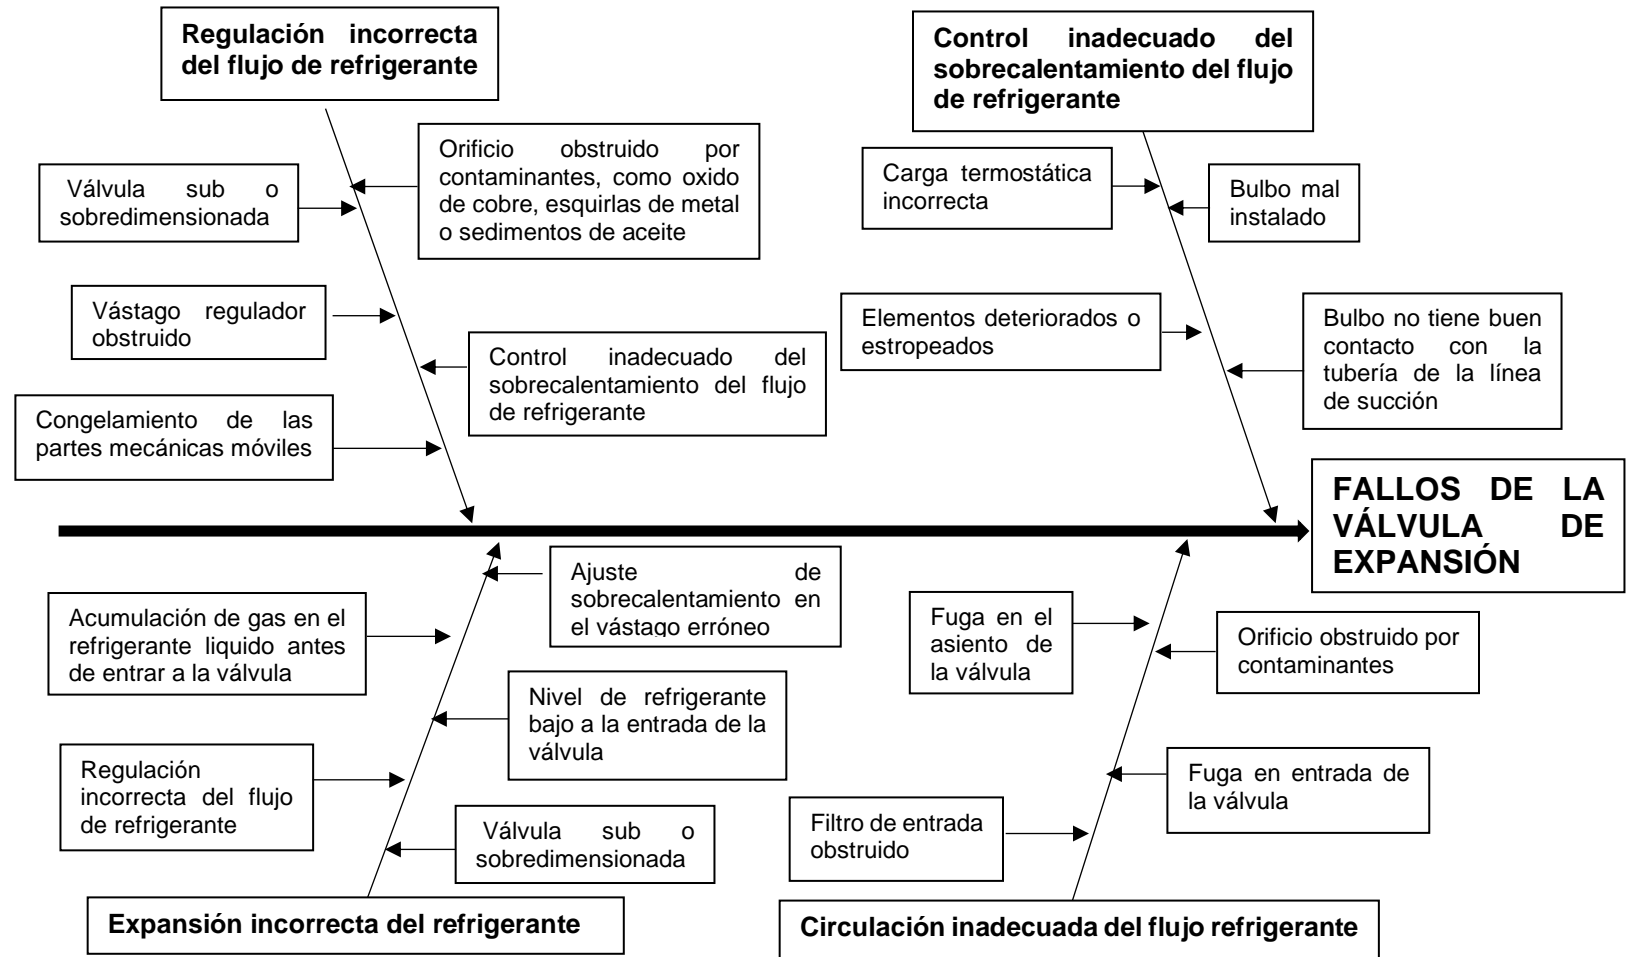 Regulación incorrecta
del flujo de refrigerante
Control inadecuado del
sobrecalentamiento del flujo
de refrigerante
Válvula sub o
sobredimensionada
Orificio obstruido por
contaminantes, como oxido
de cobre, esquirlas de metal
o sedimentos de aceite
Carga termostática
incorrecta
Bulbo mal
instalado
Vástago regulador
obstruido
Control inadecuado del
sobrecalentamiento del flujo
de refrigerante
Elementos deteriorados o
estropeados
Bulbo no tiene buen
contacto con la
tubería de la línea
de succión
Congelamiento de las
partes mecánicas móviles
FALLOS DE LA
VÁLVULA DE
EXPANSIÓN
Ajuste de
sobrecalentamiento en
el vástago erróneo
Acumulación de gas en el
refrigerante liquido antes
de entrar a la válvula
Fuga en el
asiento de
la válvula
Orificio obstruido por
contaminantes
Nivel de refrigerante
bajo a la entrada de la
válvula
Regulación
incorrecta del flujo
de refrigerante
Fuga en entrada de
la válvula
Válvula sub o
sobredimensionada
Filtro de entrada
obstruido
Expansión incorrecta del refrigerante
Circulación inadecuada del flujo refrigerante